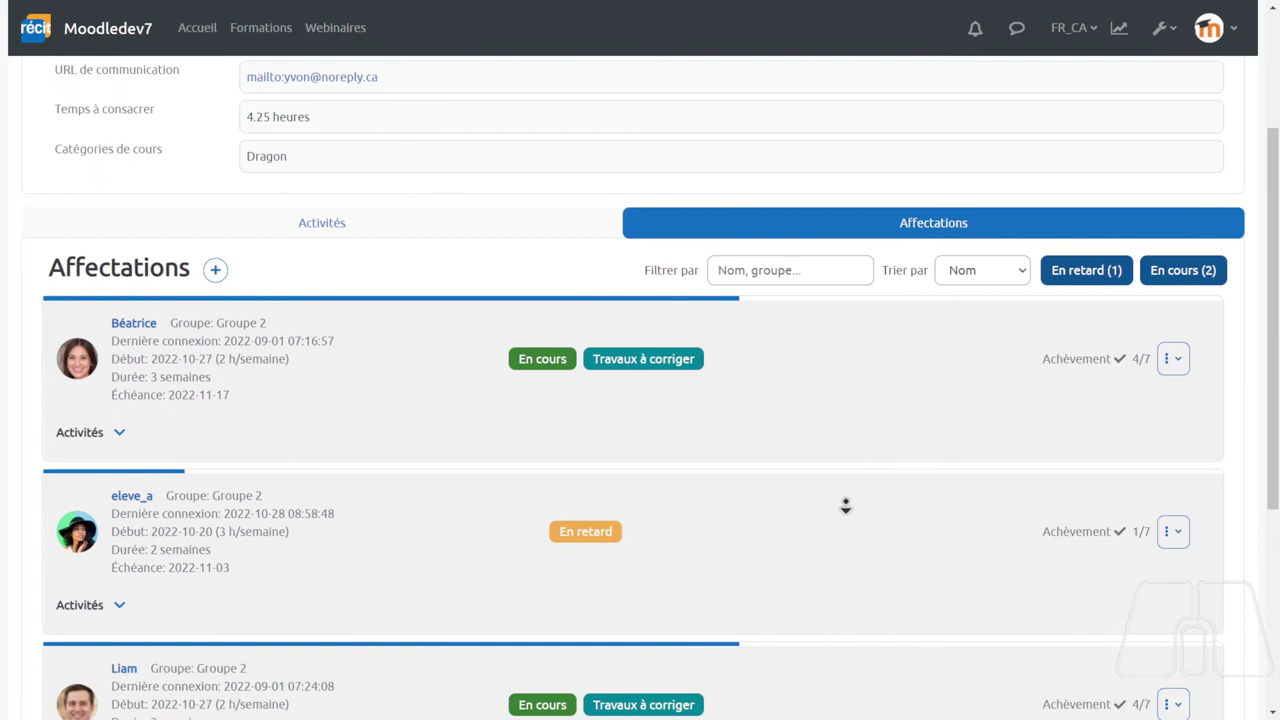 récit Moodledev7 Accueil Formations Webinaires FR_CA
URL de communication mailto:yvon@noreply.ca
Temps à consacrer 4.25 heures
Catégories de cours Dragon
Activités Affectations
Affectations Filtrer par Nom, groupe... Trier par Nom En retard (1) En cours (2)
Béatrice Groupe: Groupe 2
Dernière connexion: 2022-09-01 07:16:57
Début: 2022-10-27 (2 h/semaine) En cours Travaux à corriger Achèvement 4/7
Durée: 3 semaines
Échéance: 2022-11-17
Activités
eleve_a Groupe: Groupe 2
Dernière connexion: 2022-10-28 08:58:48
Début: 2022-10-20 (3 h/semaine) En retard Achèvement 1/7
Durée: 2 semaines
Échéance: 2022-11-03
Activités
Liam Groupe: Groupe 2
Dernière connexion: 2022-09-01 07:24:08
Début: 2022-10-27 (2 h/semaine) En cours Travaux à corriger Achèvement 4/7